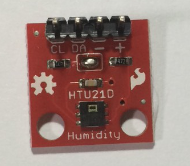 CL DA - +
HTU21D
Humidity